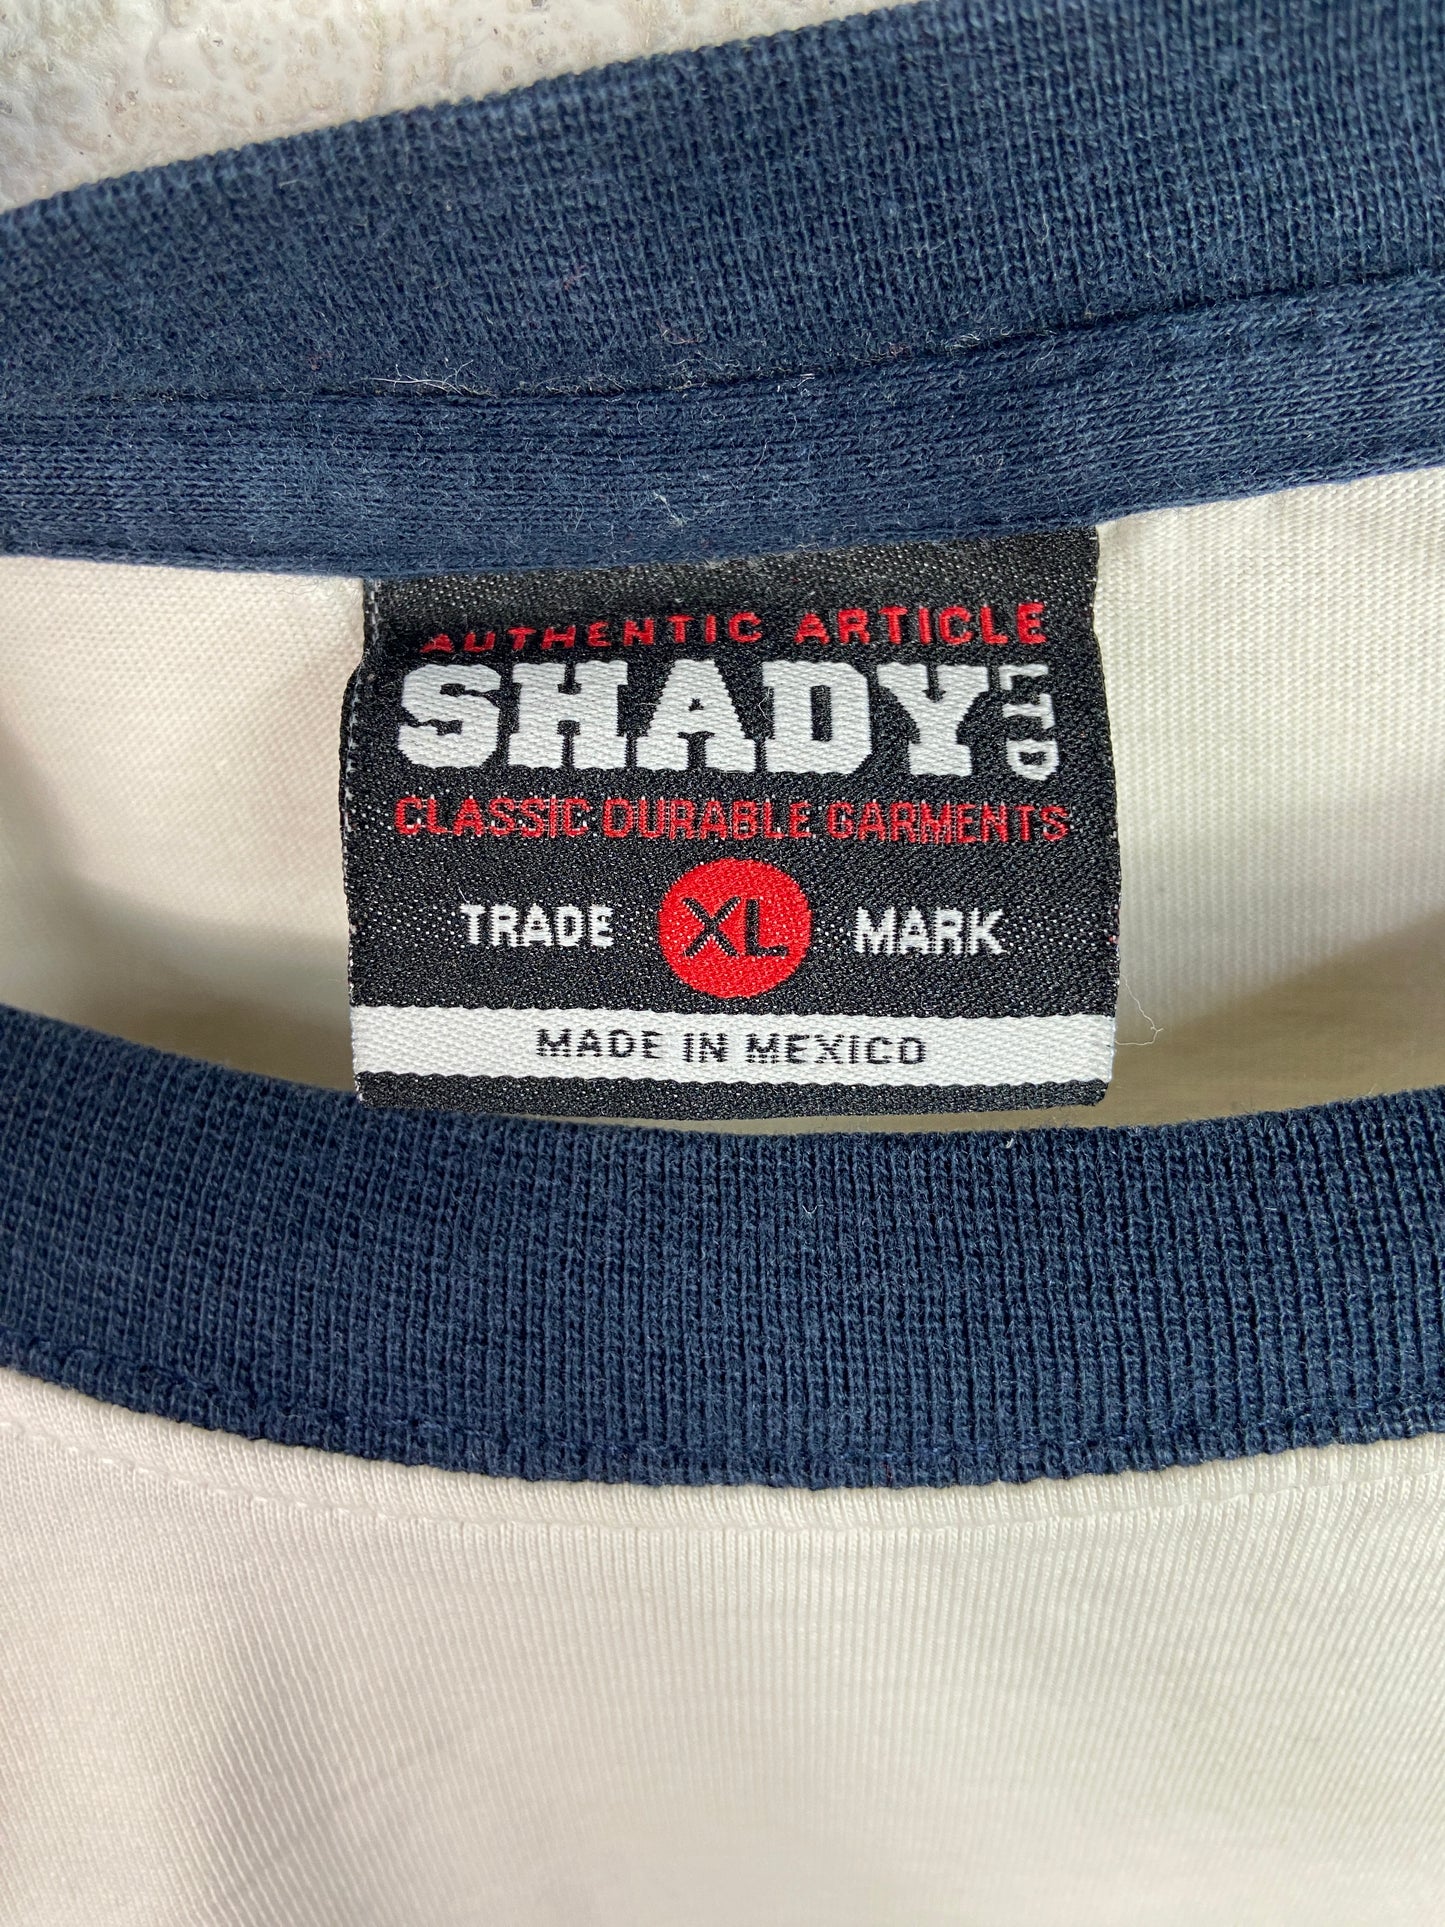 AUTHENTIC ARTICLE
SHADY LTD
CLASSIC DURABLE GARMENTS
TRADE XL MARK
MADE IN MEXICO